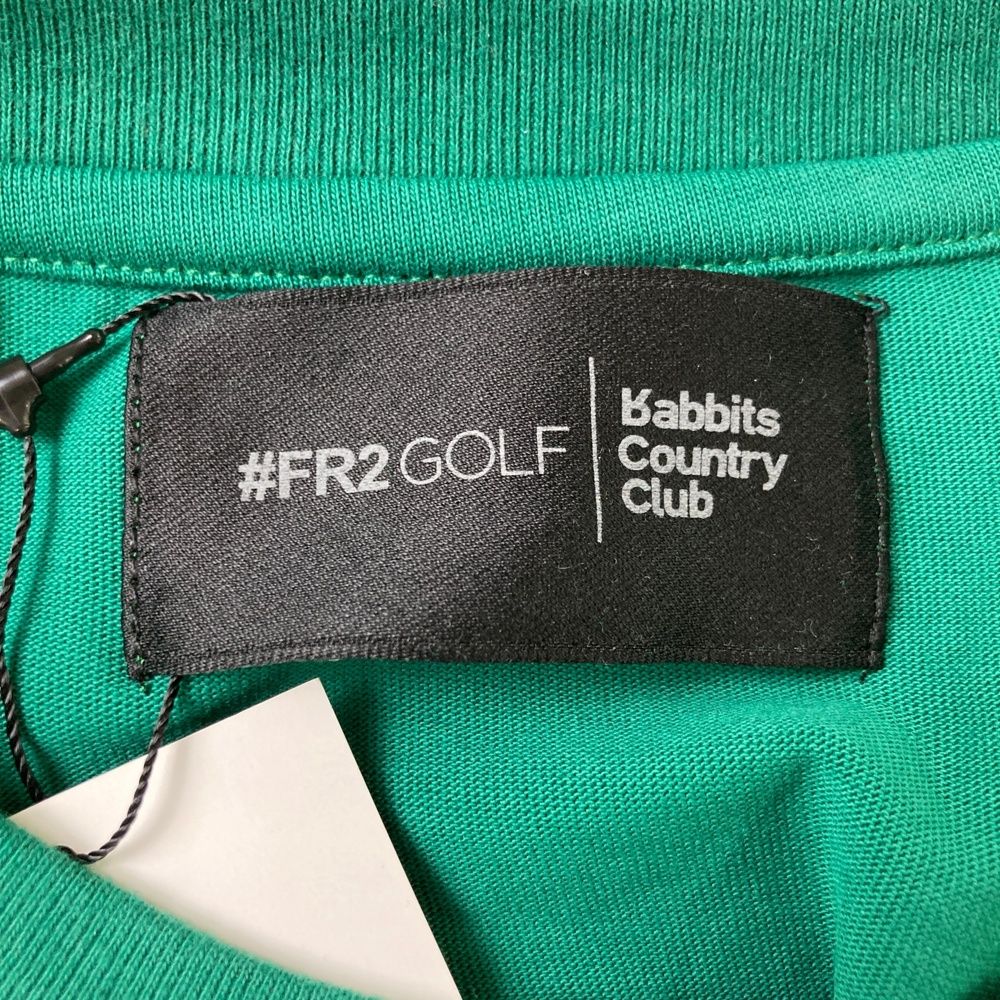 #FR2GOLF
Rabbits
Country
Club